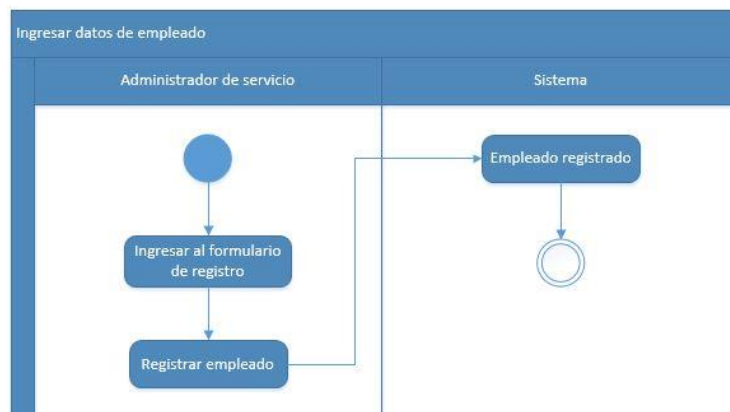 Ingresar datos de empleado
Administrador de servicio
Sistema
Empleado registrado
Ingresar al formulario
de registro
Registrar empleado